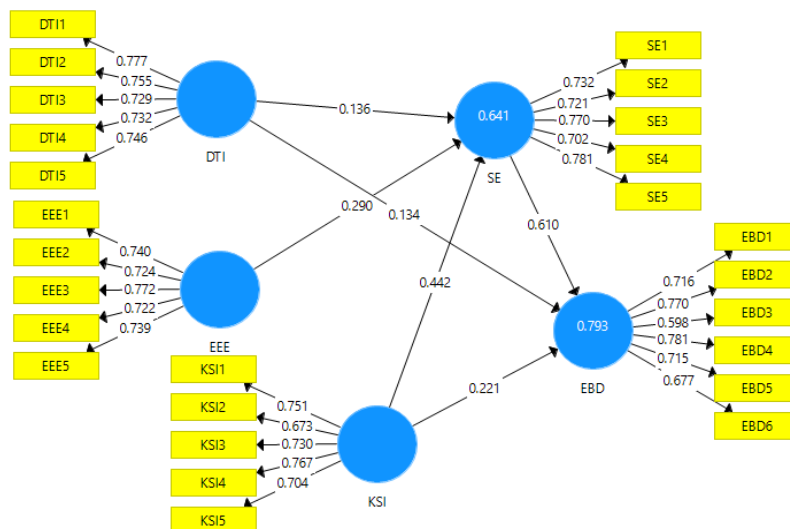 DTI1
DTI2
DTI3
DTI4
DTI5
0.777
0.755
0.729
0.732
0.746
DTI
EEE1
EEE2
EEE3
EEE4
EEE5
0.740
0.724
0.772
0.722
0.739
EEE
KSI1
KSI2
KSI3
KSI4
KSI5
0.751
0.673
0.730
0.767
0.704
KSI
0.136
0.290
0.134
0.442
0.610
0.221
0.641
SE
0.732
0.721
0.770
0.702
0.781
SE1
SE2
SE3
SE4
SE5
0.793
EBD
0.716
0.770
0.598
0.781
0.715
0.677
EBD1
EBD2
EBD3
EBD4
EBD5
EBD6